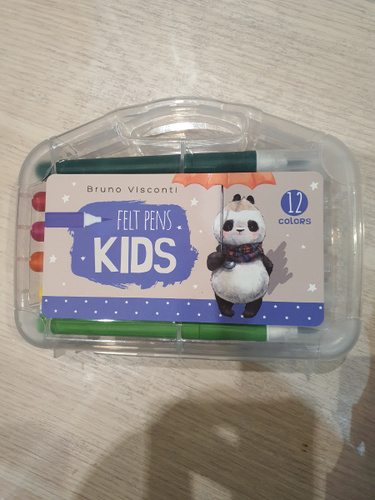 Bruno Visconti
FELT PENS
KIDS
12
COLORS